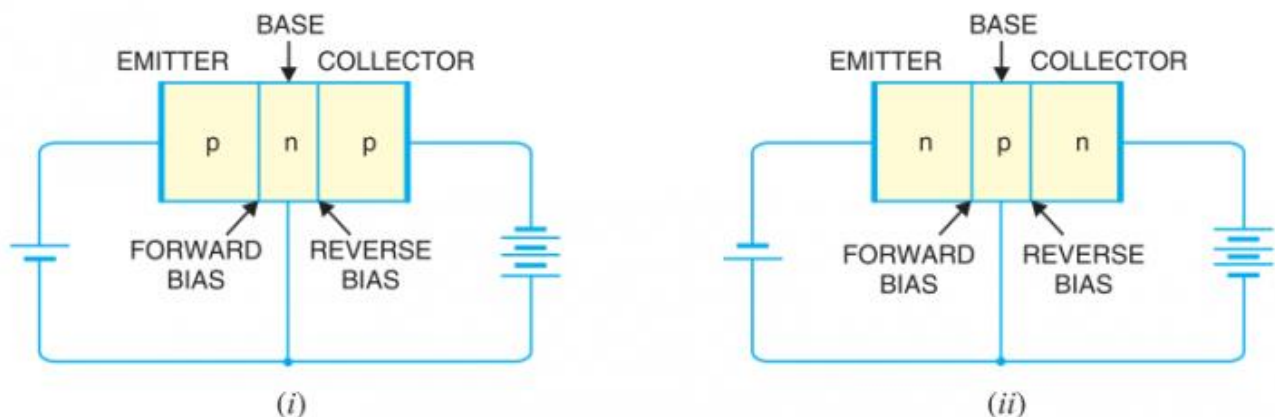 BASE
EMITTER COLLECTOR
p n p
FORWARD BIAS
REVERSE BIAS
(i)
BASE
EMITTER COLLECTOR
n p n
FORWARD BIAS
REVERSE BIAS
(ii)